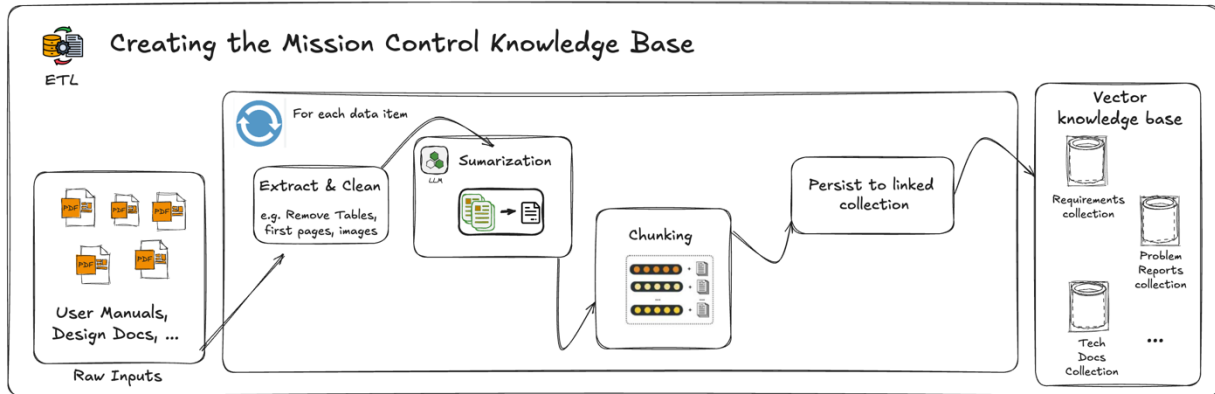 Creating the Mission Control Knowledge Base
ETL
PDF
PDF
PDF
PDF
PDF
User Manuals,
Design Docs, ...
Raw Inputs
For each data item
Extract & Clean
e.g. Remove Tables,
first pages, images
LLM
Sumarization
Chunking
Persist to linked
collection
Vector
knowledge base
Requirements
collection
Problem
Reports
collection
Tech
Docs
Collection
...